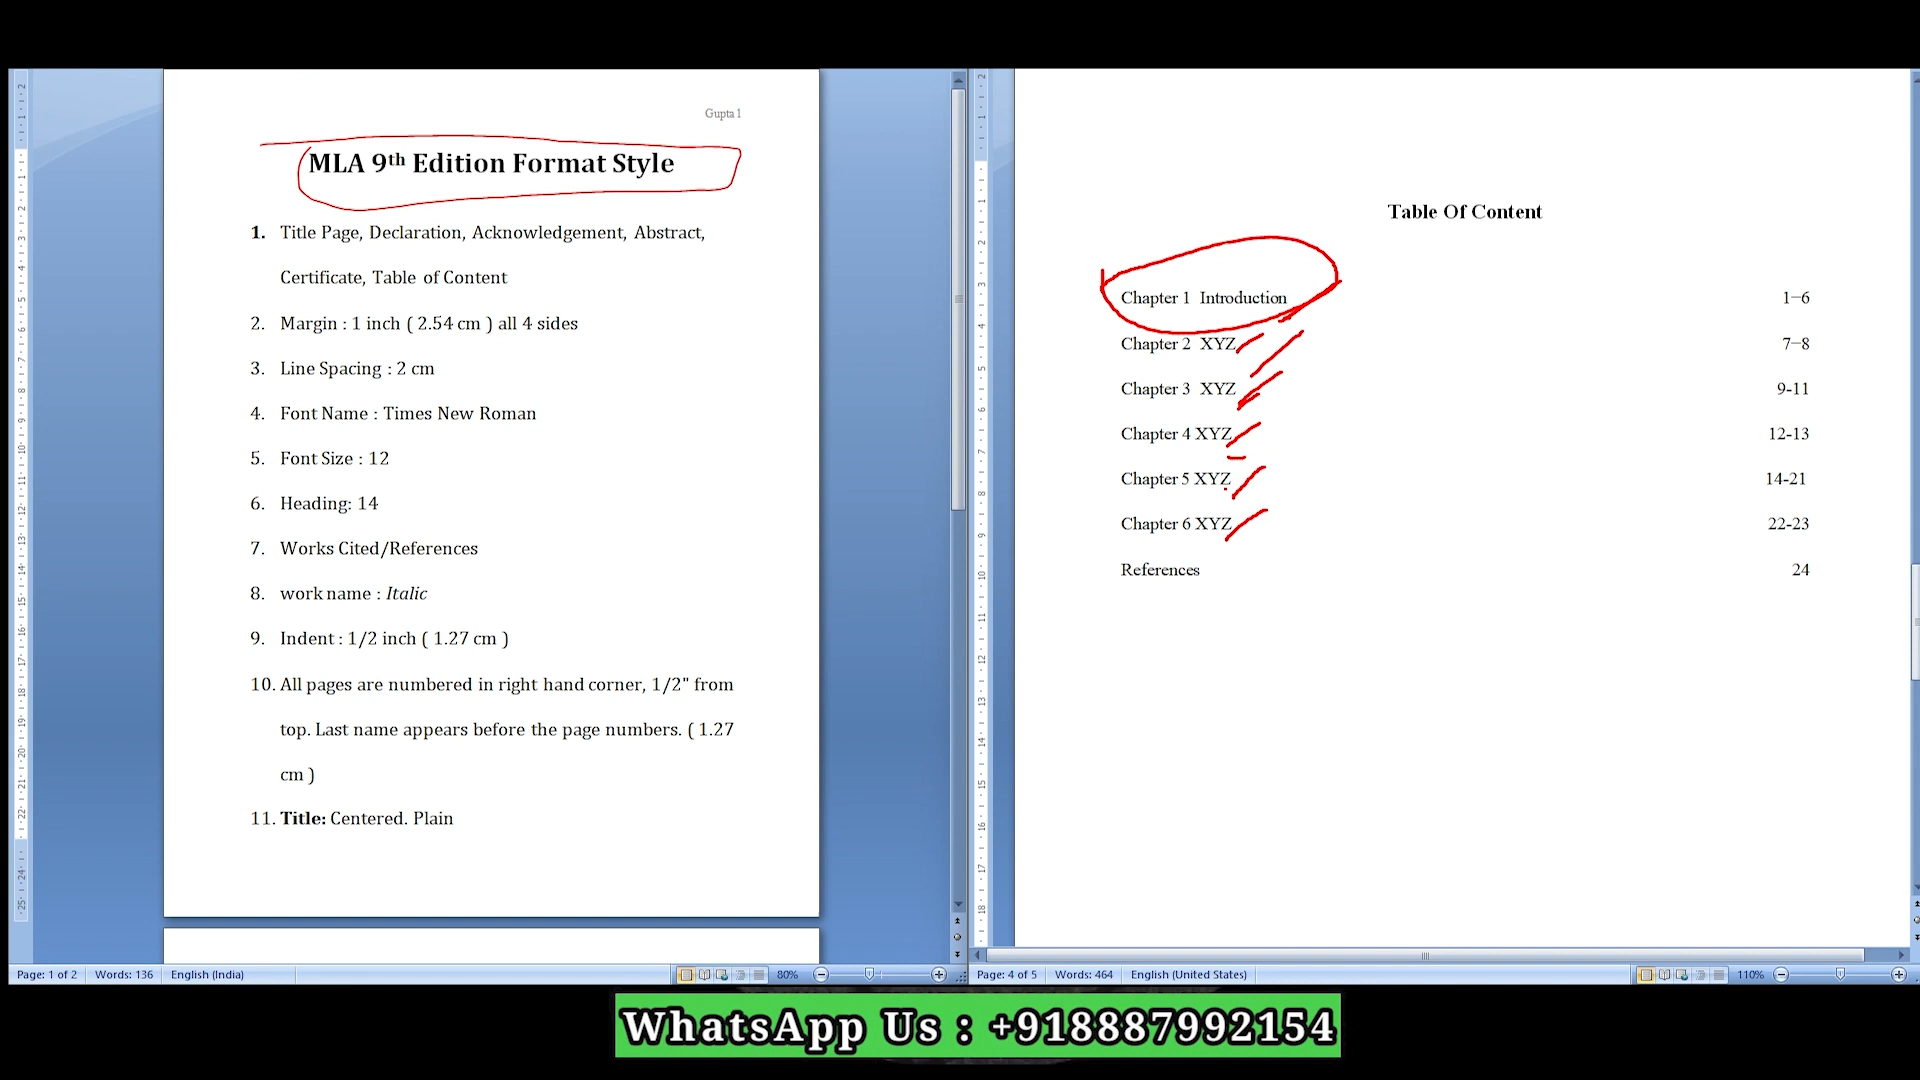 Gupta 1
MLA 9th Edition Format Style
1. Title Page, Declaration, Acknowledgement, Abstract,
Certificate, Table of Content
2. Margin : 1 inch ( 2.54 cm ) all 4 sides
3. Line Spacing : 2 cm
4. Font Name : Times New Roman
5. Font Size : 12
6. Heading: 14
7. Works Cited/References
8. work name : Italic
9. Indent : 1/2 inch ( 1.27 cm )
10. All pages are numbered in right hand corner, 1/2" from
top. Last name appears before the page numbers. ( 1.27
cm )
11. Title: Centered. Plain
Page: 1 of 2 Words: 136 English (India) 80%
Table Of Content
Chapter 1 Introduction 1–6
Chapter 2 XYZ 7–8
Chapter 3 XYZ 9-11
Chapter 4 XYZ 12-13
Chapter 5 XYZ 14-21
Chapter 6 XYZ 22-23
References 24
Page: 4 of 5 Words: 464 English (United States) 110%
WhatsApp Us : +918887992154